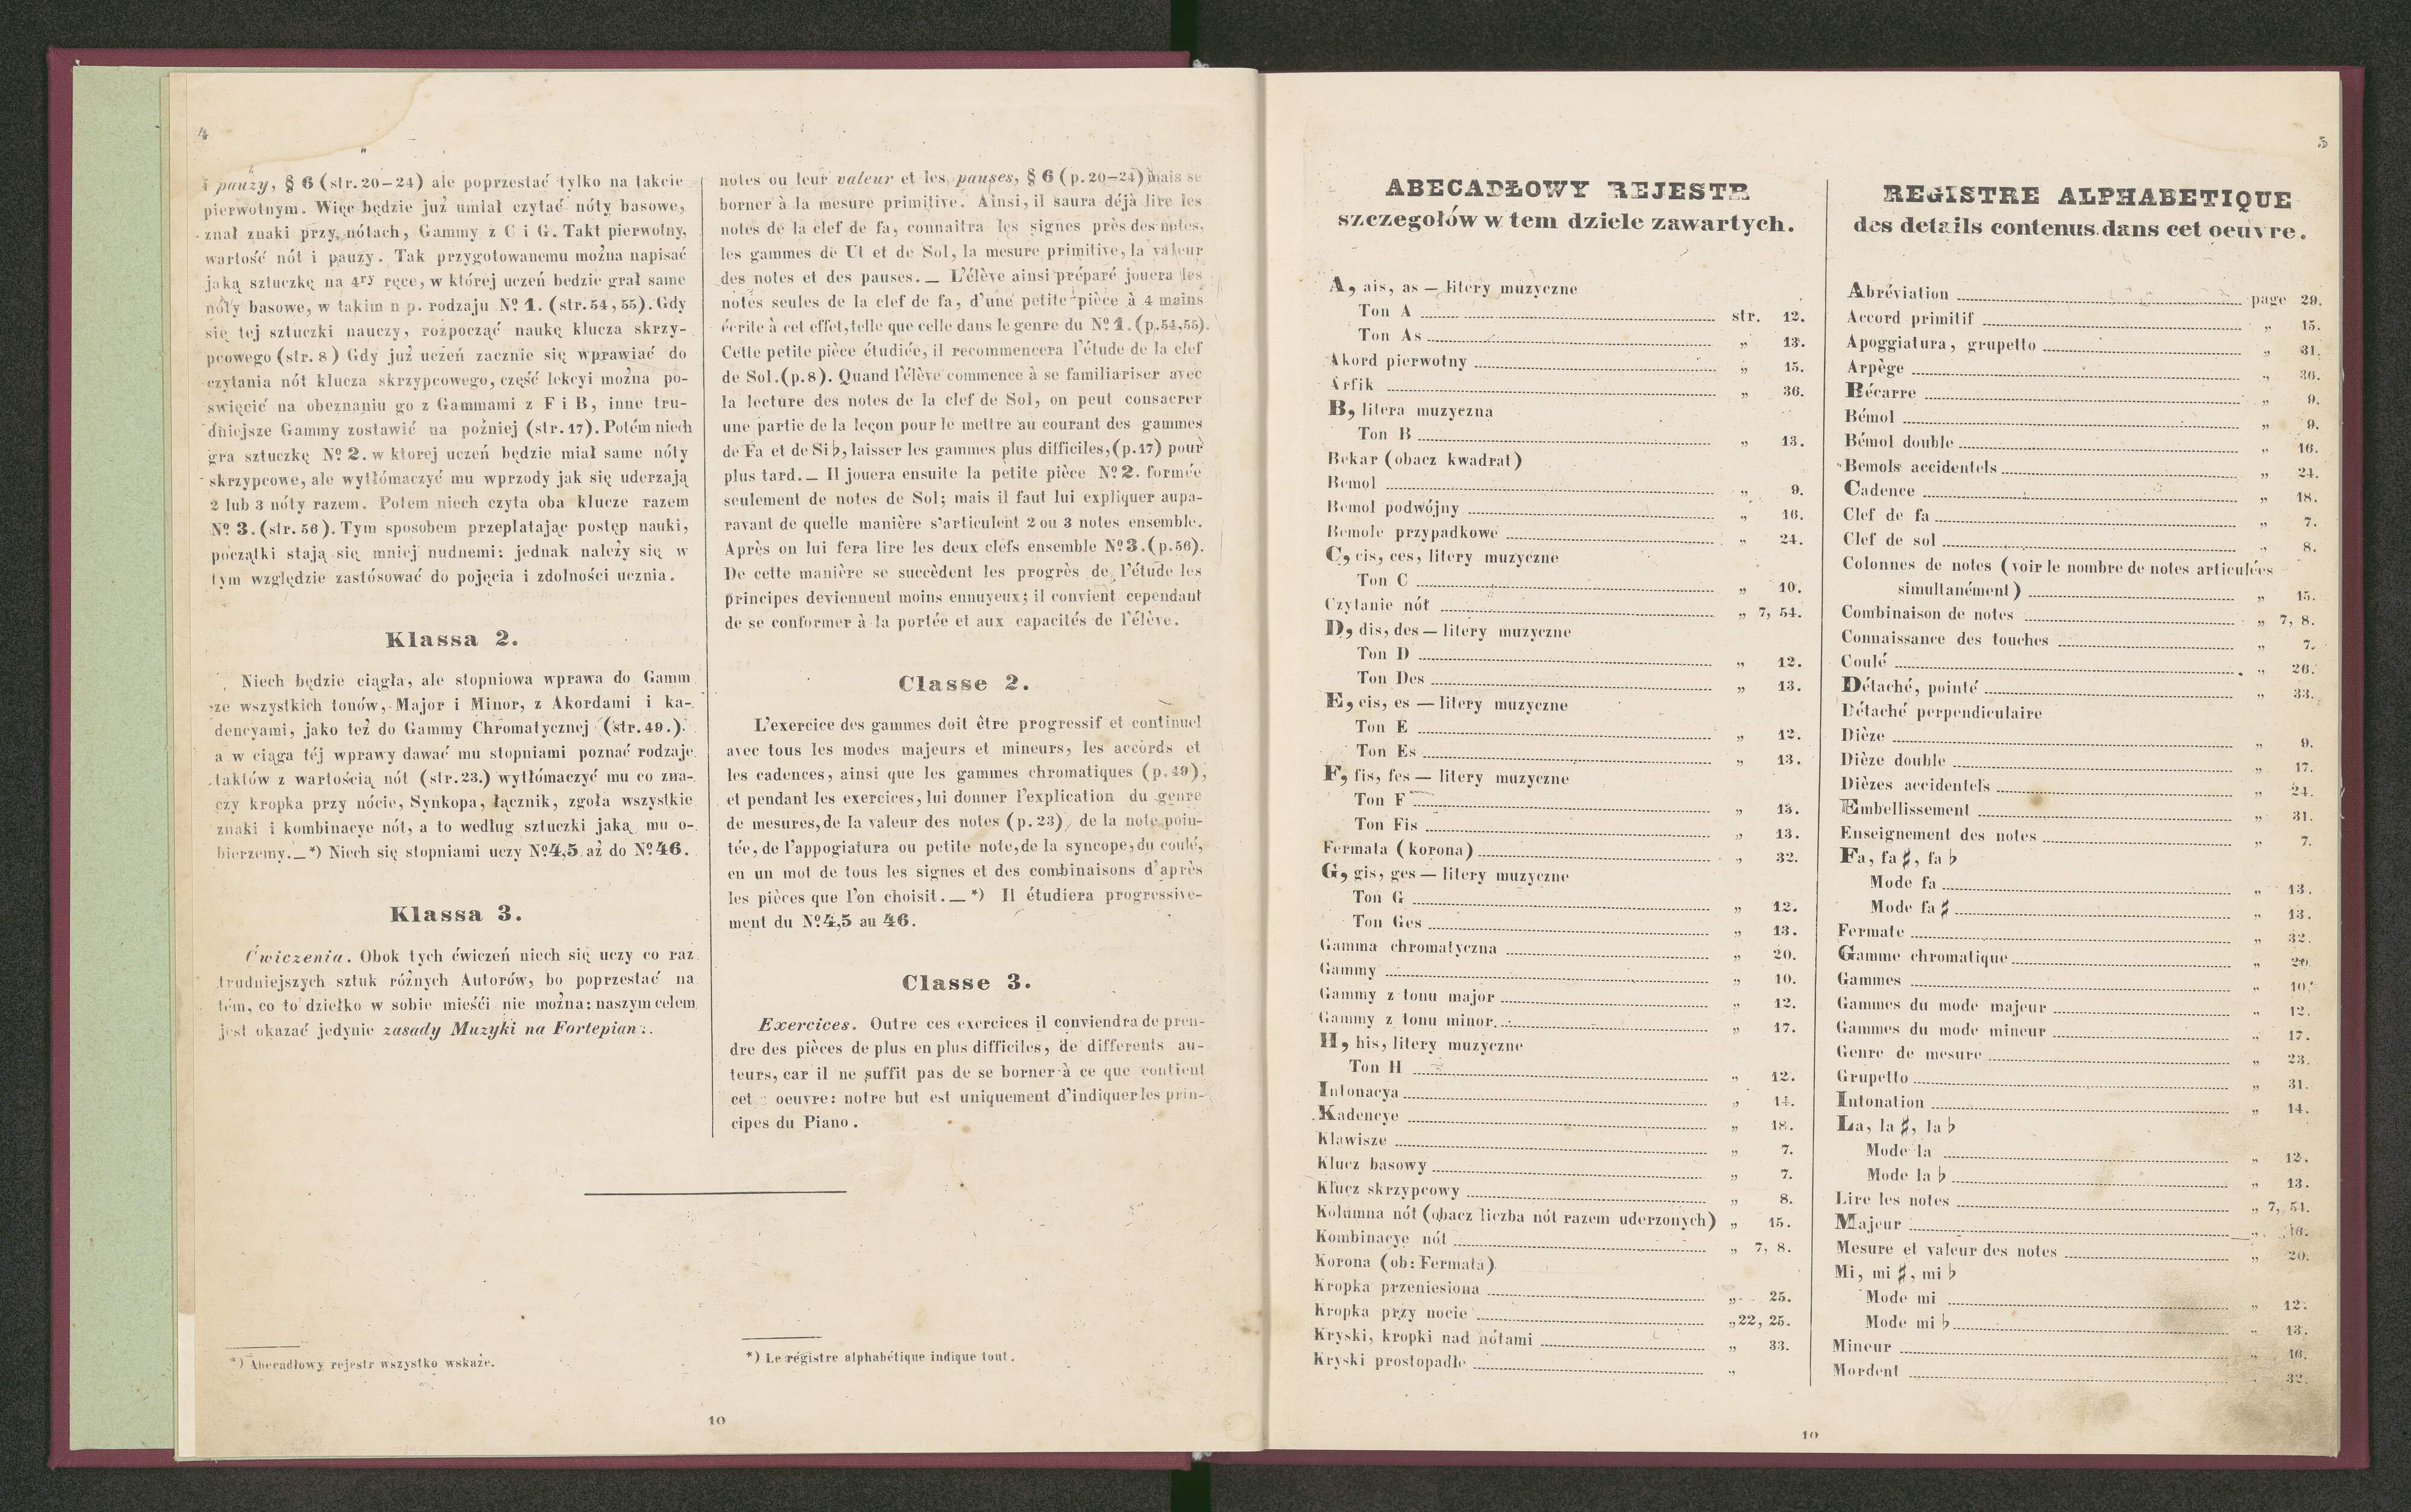 4
i pauzy, § 6 (str. 20–24) ale poprzestać tylko na takcie
pierwotnym. Więc będzie już umiał czytać nóty basowe,
znał znaki przy nótach, Gammy z C i G. Takt pierwotny,
wartość nót i pauzy. Tak przygotowanemu można napisać
jaką sztuczkę na 4ry ręce, w której uczeń bedzie grał same
nóty basowe, w takim n p. rodzaju No 1. (str. 54, 55). Gdy
się tej sztuczki nauczy, rozpocząć naukę klucza skrzy-
pcowego (str. 8) Gdy już uczeń zacznie się wprawiać do
czytania nót klucza skrzypcowego, część lekcyi można po-
swięcić na obeznaniu go z Gammami z F i B, inne tru-
dniejsze Gammy zostawić na poźniej (str. 17). Potém niech
gra sztuczkę No 2. w ktorej uczeń będzie miał same nóty
skrzypcowe, ale wytłómaczyć mu wprzody jak się uderzają
2 lub 3 nóty razem. Potem niech czyta oba klucze razem
No 3. (str. 56). Tym sposobem przeplatając postęp nauki,
początki stają się mniej nudnemi: jednak należy się w
tym względzie zastósować do pojęcia i zdolności ucznia.
Klassa 2.
Niech będzie ciągła, ale stopniowa wprawa do Gamm
ze wszystkich tonów, Major i Minor, z Akordami i ka-
dencyami, jako też do Gammy Chromatycznej (str. 49.).
a w ciąga téj wprawy dawać mu stopniami poznać rodzaje
taktów z wartością nót (str. 23.) wytłómaczyć mu co zna-
czy kropka przy nócie, Synkopa, łącznik, zgoła wszystkie
znaki i kombinacye nót, a to według sztuczki jaką mu o-
bierzemy. — *) Niech się stopniami uczy No 4,5 aż do No 46.
Klassa 3.
Ćwiczenia. Obok tych ćwiczeń niech się uczy co raz
trudniejszych sztuk różnych Autorów, bo poprzestać na
tém, co to dziełko w sobie mieśći nie można: naszym celem
jest okazać jedynie zasady Muzyki na Fortepian.
*) Abecadłowy rejestr wszystko wskaże.
notes ou leur valeur et les pauses, § 6 (p. 20–24) mais se
borner à la mesure primitive. Ainsi, il saura déjà lire les
notes de la clef de fa, connaitra les signes près des notes,
les gammes de Ut et de Sol, la mesure primitive, la valeur
des notes et des pauses. — L'élève ainsi préparé jouera les
notes seules de la clef de fa, d'une petite pièce à 4 mains
écrite à cet effet, telle que celle dans le genre du No 1. (p. 54, 55).
Cette petite pièce étudiée, il recommencera l'étude de la clef
de Sol. (p. 8). Quand l'élève commence à se familiariser avec
la lecture des notes de la clef de Sol, on peut consacrer
une partie de la leçon pour le mettre au courant des gammes
de Fa et de Si ♭, laisser les gammes plus difficiles, (p. 17) pour
plus tard. — Il jouera ensuite la petite pièce No 2. formée
seulement de notes de Sol; mais il faut lui expliquer aupa-
ravant de quelle manière s'articulent 2 ou 3 notes ensemble.
Après on lui fera lire les deux clefs ensemble No 3. (p. 56).
De cette manière se succèdent les progrès de l'étude les
principes deviennent moins ennuyeux; il convient cependant
de se conformer à la portée et aux capacités de l'élève.
Classe 2.
L'exercice des gammes doit être progressif et continuel
avec tous les modes majeurs et mineurs, les accords et
les cadences, ainsi que les gammes chromatiques (p. 49),
et pendant les exercices, lui donner l'explication du genre
de mesures, de la valeur des notes (p. 23) de la note poin-
tée, de l'appogiatura ou petite note, de la syncope, du coulé,
en un mot de tous les signes et des combinaisons d'après
les pièces que l'on choisit. — *) Il étudiera progressive-
ment du No 4,5 au 46.
Classe 3.
Exercices. Outre ces exercices il conviendra de pren-
dre des pièces de plus en plus difficiles, de differents au-
teurs, car il ne suffit pas de se borner à ce que contient
cet oeuvre: notre but est uniquement d'indiquer les prin-
cipes du Piano.
*) Le régistre alphabétique indique tout.
10
5
ABECADŁOWY REJESTR
szczegołów w tem dziele zawartych.
A, ais, as — litery muzyczne
Ton A str. 12.
Ton As „ 13.
Akord pierwotny „ 15.
Arfik „ 36.
B, litera muzyczna
Ton B „ 13.
Bekar (obacz kwadrat)
Bemol „ 9.
Bemol podwójny „ 16.
Bemole przypadkowe „ 24.
C, cis, ces, litery muzyczne
Ton C „ 10.
Czytanie nót „ 7, 54.
D, dis, des — litery muzyczne
Ton D „ 12.
Ton Des „ 13.
E, eis, es — litery muzyczne
Ton E „ 12.
Ton Es „ 13.
F, fis, fes — litery muzyczne
Ton F „ 13.
Ton Fis „ 13.
Fermata (korona) „ 32.
G, gis, ges — litery muzyczne
Ton G „ 12.
Ton Ges „ 13.
Gamma chromatyczna „ 20.
Gammy „ 10.
Gammy z tonu major „ 12.
Gammy z tonu minor „ 17.
H, his, litery muzyczne
Ton H „ 12.
Intonacya „ 14.
Kadencye „ 18.
Klawisze „ 7.
Klucz basowy „ 7.
Klucz skrzypcowy „ 8.
Kolumna nót (obacz liczba nót razem uderzonych) „ 15.
Kombinacye nót „ 7, 8.
Korona (ob: Fermata)
Kropka przeniesiona „ 25.
Kropka przy nocie „ 22, 25.
Kryski, kropki nad nótami „ 33.
Kryski prostopadłe „
REGISTRE ALPHABETIQUE
des details contenus dans cet oeuvre.
Abréviation page 29.
Accord primitif „ 15.
Apoggiatura, grupetto „ 31.
Arpège „ 36.
Bécarre „ 9.
Bémol „ 9.
Bémol double „ 16.
Bemols accidentels „ 24.
Cadence „ 18.
Clef de fa „ 7.
Clef de sol „ 8.
Colonnes de notes (voir le nombre de notes articulées
simultanément) „ 15.
Combinaison de notes „ 7, 8.
Connaissance des touches „ 7.
Coulé „ 26.
Détaché, pointé „ 33.
Détaché perpendiculaire
Dièze „ 9.
Dièze double „ 17.
Dièzes accidentels „ 24.
Embellissement „ 31.
Enseignement des notes „ 7.
Fa, fa ♯, fa ♭
Mode fa „ 13.
Mode fa ♯ „ 13.
Fermate „ 32.
Gamme chromatique „ 20.
Gammes „ 10.
Gammes du mode majeur „ 12.
Gammes du mode mineur „ 17.
Genre de mesure „ 23.
Grupetto „ 31.
Intonation „ 14.
La, la ♯, la ♭
Mode la „ 12.
Mode la ♭ „ 13.
Lire les notes „ 7, 54.
Majeur „ 16.
Mesure et valeur des notes „ 20.
Mi, mi ♯, mi ♭
Mode mi „ 12.
Mode mi ♭ „ 13.
Mineur „ 16.
Mordent „ 32.
10